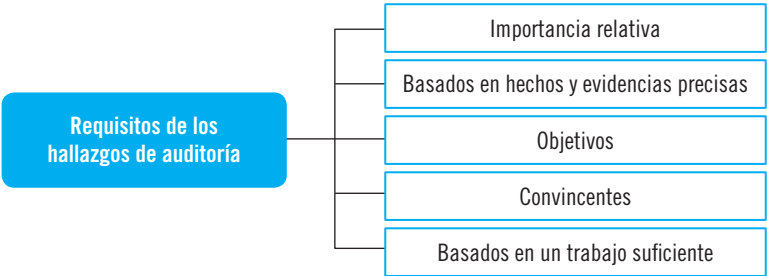 Requisitos de los
hallazgos de auditoría
Importancia relativa
Basados en hechos y evidencias precisas
Objetivos
Convincentes
Basados en un trabajo suficiente